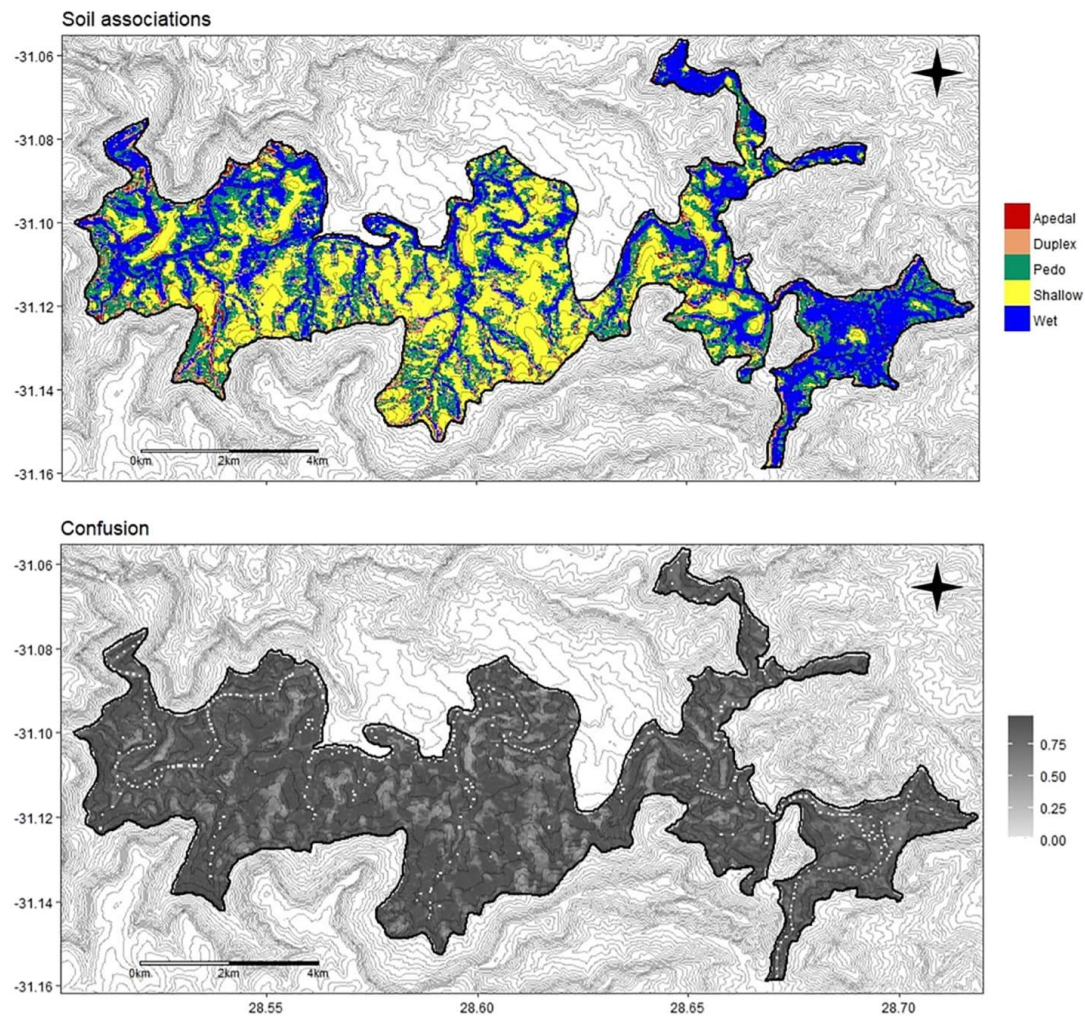 Soil associations
-31.06
-31.08
-31.10
-31.12
-31.14
-31.16
0km 2km 4km
Apedal
Duplex
Pedo
Shallow
Wet
Confusion
-31.06
-31.08
-31.10
-31.12
-31.14
-31.16
0km 2km 4km
28.55 28.60 28.65 28.70
0.75
0.50
0.25
0.00